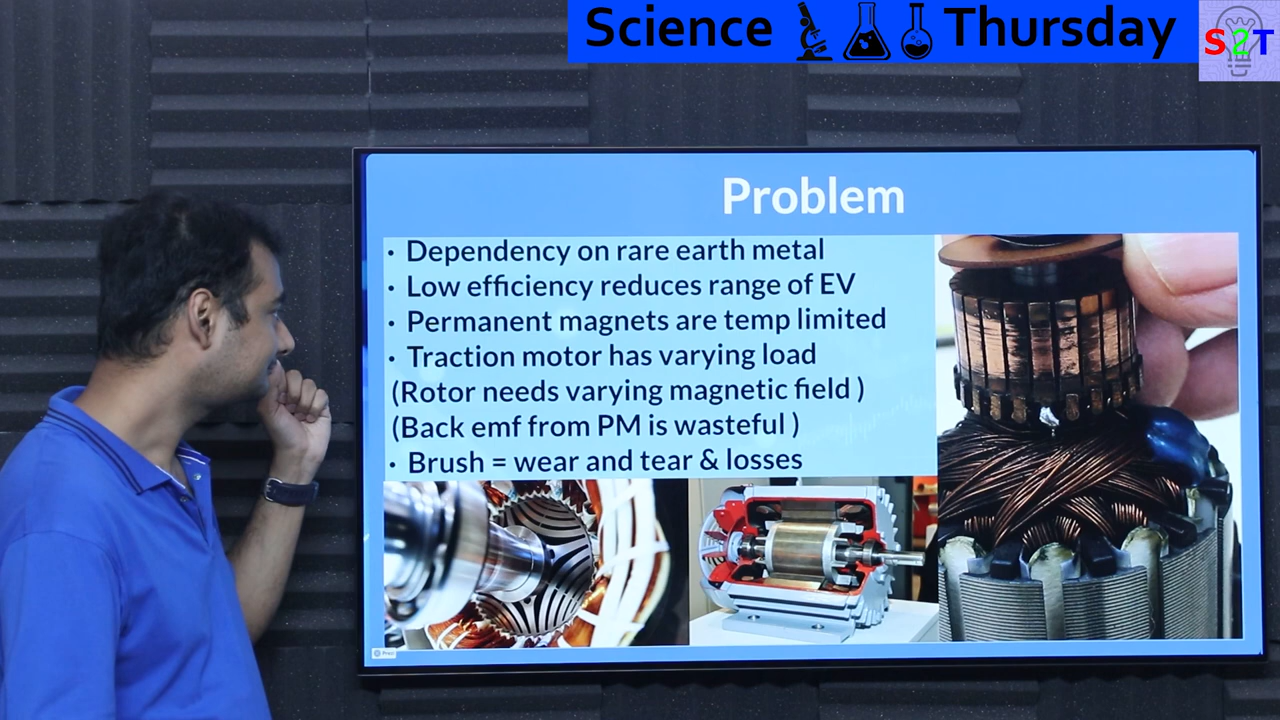 Science Thursday
S2T
Problem
· Dependency on rare earth metal
· Low efficiency reduces range of EV
· Permanent magnets are temp limited
· Traction motor has varying load
(Rotor needs varying magnetic field )
(Back emf from PM is wasteful )
· Brush = wear and tear & losses
Prezi